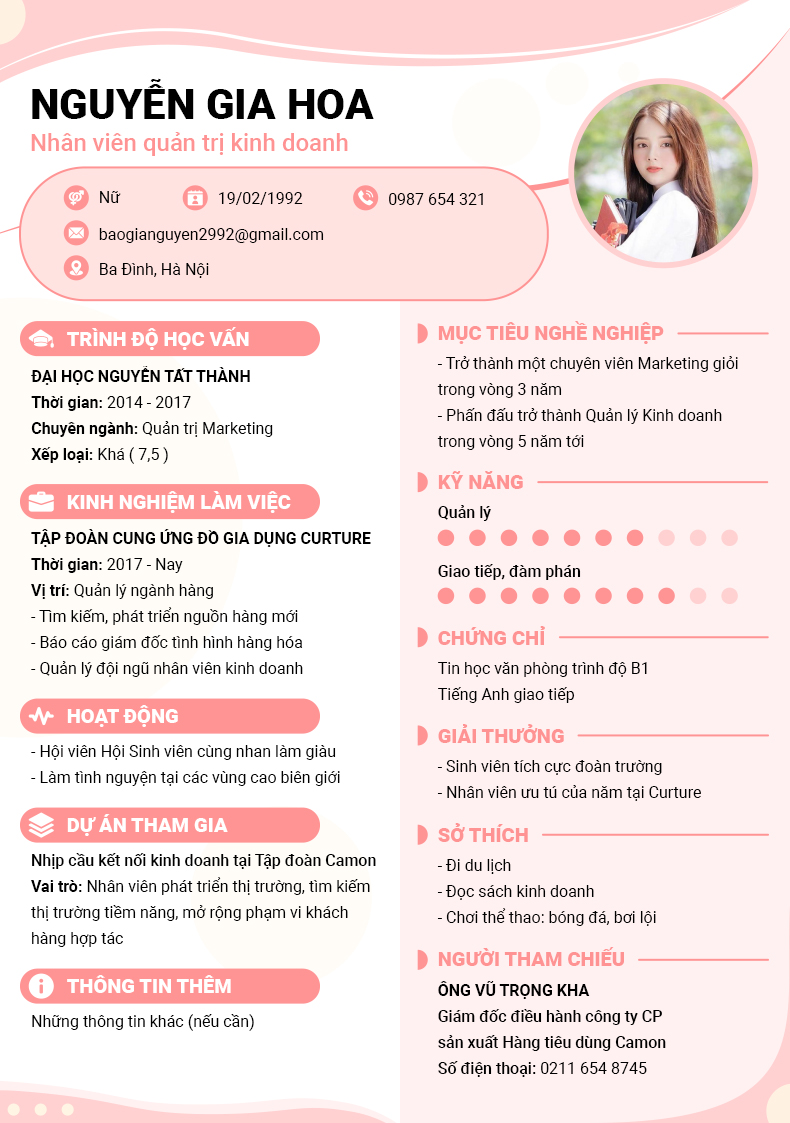 NGUYỄN GIA HOA
Nhân viên quản trị kinh doanh
Nữ 19/02/1992 0987 654 321
baogianguyen2992@gmail.com
Ba Đình, Hà Nội
TRÌNH ĐỘ HỌC VẤN
ĐẠI HỌC NGUYỄN TẤT THÀNH
Thời gian: 2014 - 2017
Chuyên ngành: Quản trị Marketing
Xếp loại: Khá ( 7,5 )
KINH NGHIỆM LÀM VIỆC
TẬP ĐOÀN CUNG ỨNG ĐỒ GIA DỤNG CURTURE
Thời gian: 2017 - Nay
Vị trí: Quản lý ngành hàng
- Tìm kiếm, phát triển nguồn hàng mới
- Báo cáo giám đốc tình hình hàng hóa
- Quản lý đội ngũ nhân viên kinh doanh
HOẠT ĐỘNG
- Hội viên Hội Sinh viên cùng nhan làm giàu
- Làm tình nguyện tại các vùng cao biên giới
DỰ ÁN THAM GIA
Nhịp cầu kết nối kinh doanh tại Tập đoàn Camon
Vai trò: Nhân viên phát triển thị trường, tìm kiếm
thị trường tiềm năng, mở rộng phạm vi khách
hàng hợp tác
THÔNG TIN THÊM
Những thông tin khác (nếu cần)
MỤC TIÊU NGHỀ NGHIỆP
- Trở thành một chuyên viên Marketing giỏi
trong vòng 3 năm
- Phấn đấu trở thành Quản lý Kinh doanh
trong vòng 5 năm tới
KỸ NĂNG
Quản lý
Giao tiếp, đàm phán
CHỨNG CHỈ
Tin học văn phòng trình độ B1
Tiếng Anh giao tiếp
GIẢI THƯỞNG
- Sinh viên tích cực đoàn trường
- Nhân viên ưu tú của năm tại Curture
SỞ THÍCH
- Đi du lịch
- Đọc sách kinh doanh
- Chơi thể thao: bóng đá, bơi lội
NGƯỜI THAM CHIẾU
ÔNG VŨ TRỌNG KHA
Giám đốc điều hành công ty CP
sản xuất Hàng tiêu dùng Camon
Số điện thoại: 0211 654 8745